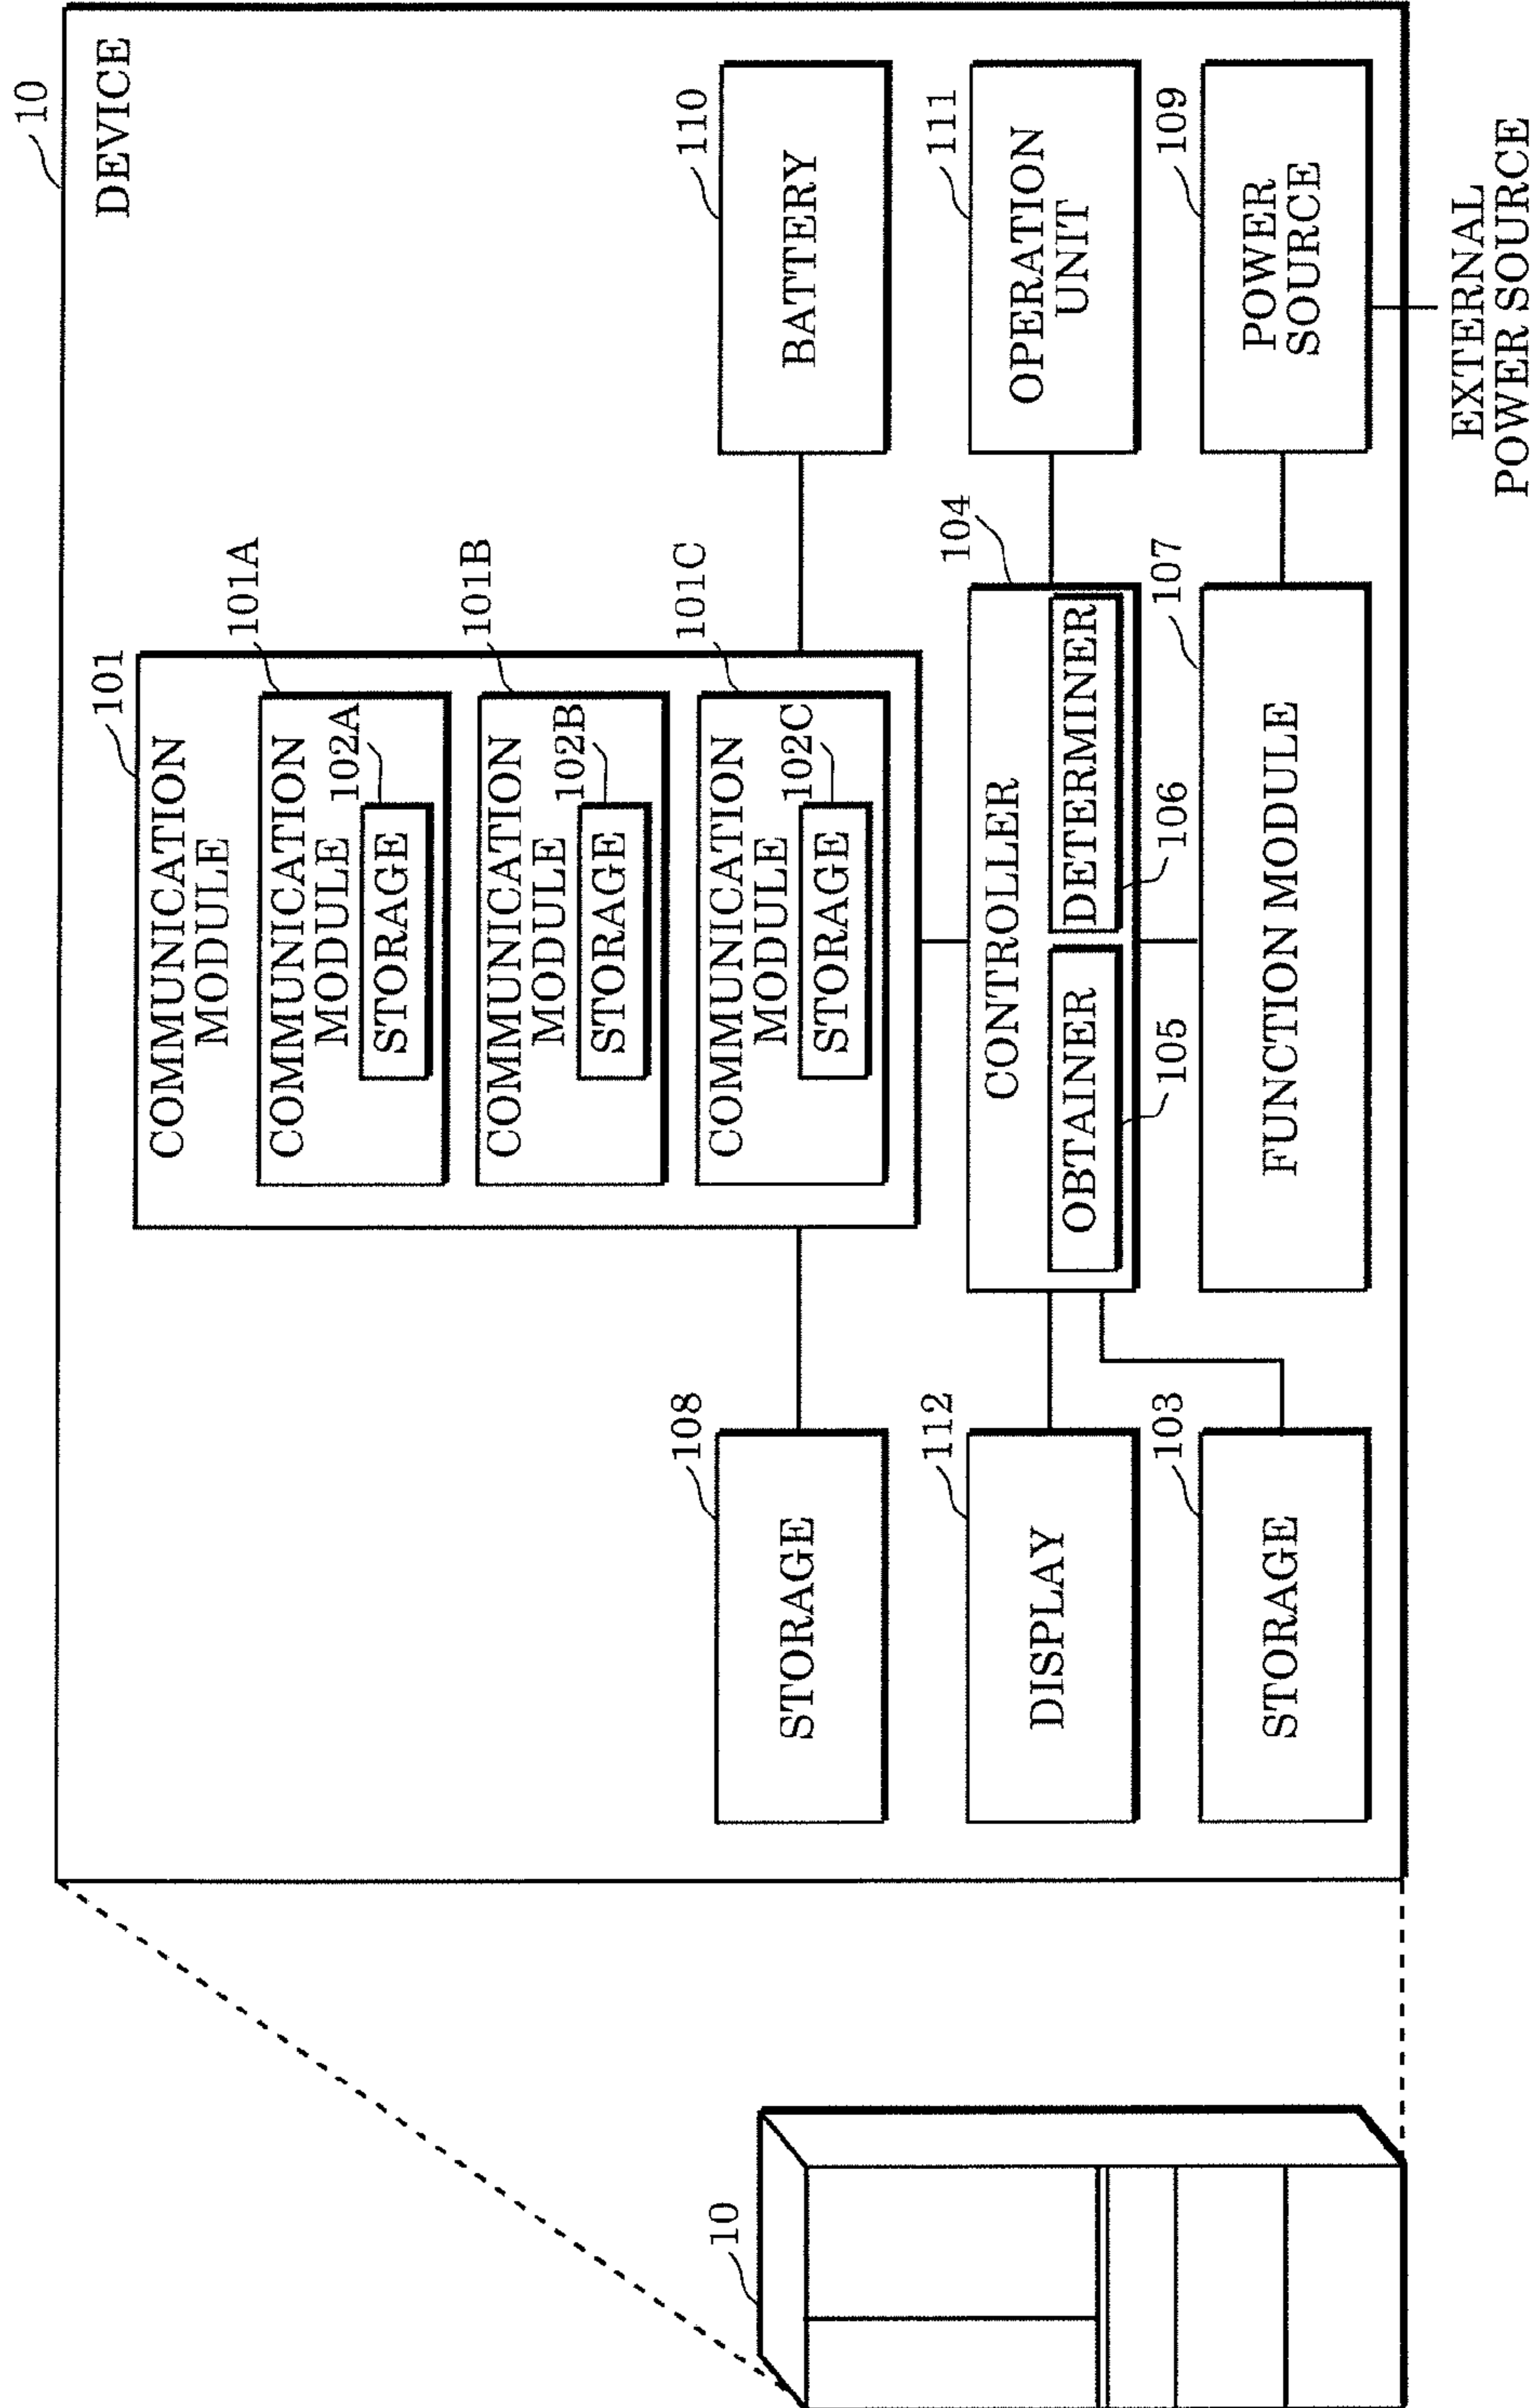 10
DEVICE
101
COMMUNICATION
MODULE
101A
COMMUNICATION
MODULE
102A
STORAGE
101B
COMMUNICATION
MODULE
102B
STORAGE
101C
COMMUNICATION
MODULE
102C
STORAGE
108
STORAGE
110
BATTERY
112
DISPLAY
104
CONTROLLER
OBTAINER
DETERMINER
105
106
111
OPERATION
UNIT
103
STORAGE
107
FUNCTION MODULE
109
POWER
SOURCE
EXTERNAL
POWER SOURCE
10